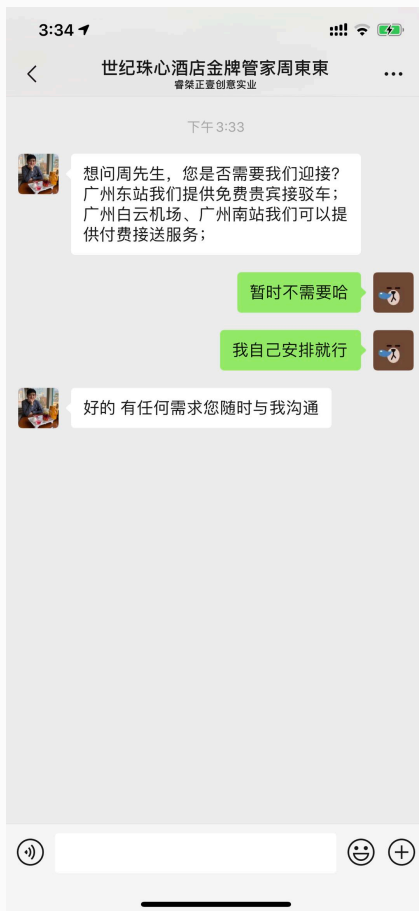 3:34
世纪珠心酒店金牌管家周東東
睿桀正壹创意实业
下午3:33
想问周先生，您是否需要我们迎接？
广州东站我们提供免费贵宾接驳车；
广州白云机场、广州南站我们可以提
供付费接送服务；
暂时不需要哈
我自己安排就行
好的 有任何需求您随时与我沟通